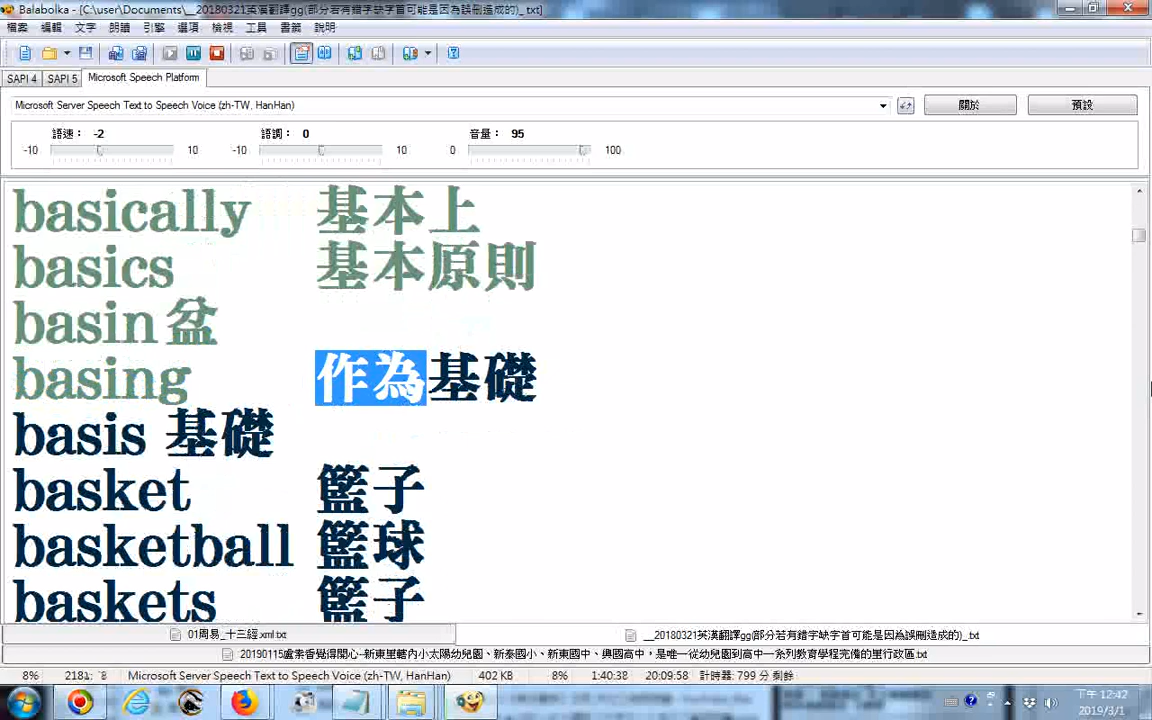 Balabolka - [C:\user\Documents\__20180321英漢翻譯gg(部分若有錯字缺字首可能是因為誤刪造成的)_.txt]
檔案 編輯 文字 朗讀 引擎 選項 檢視 工具 書籤 說明
SAPI 4 SAPI 5 Microsoft Speech Platform
Microsoft Server Speech Text to Speech Voice (zh-TW, HanHan) 關於 預設
語速： -2 語調： 0 音量： 95
-10 10 -10 10 0 100
basically 基本上
basics 基本原則
basin 盆
basing 作為基礎
basis 基礎
basket 籃子
basketball 籃球
baskets 籃子
01周易_十三經.xml.txt __20180321英漢翻譯gg(部分若有錯字缺字首可能是因為誤刪造成的)_.txt
20190115盧素香覺得開心--新東里轄內小太陽幼兒園、新泰國小、新東國中、興國高中，是唯一從幼兒園到高中一系列教育學程完備的里行政區.txt
8% Microsoft Server Speech Text to Speech Voice (zh-TW, HanHan) 402 KB 8% 1:40:38 20:09:58 計時器: 799 分 剩餘
下午 12:42
2019/3/1